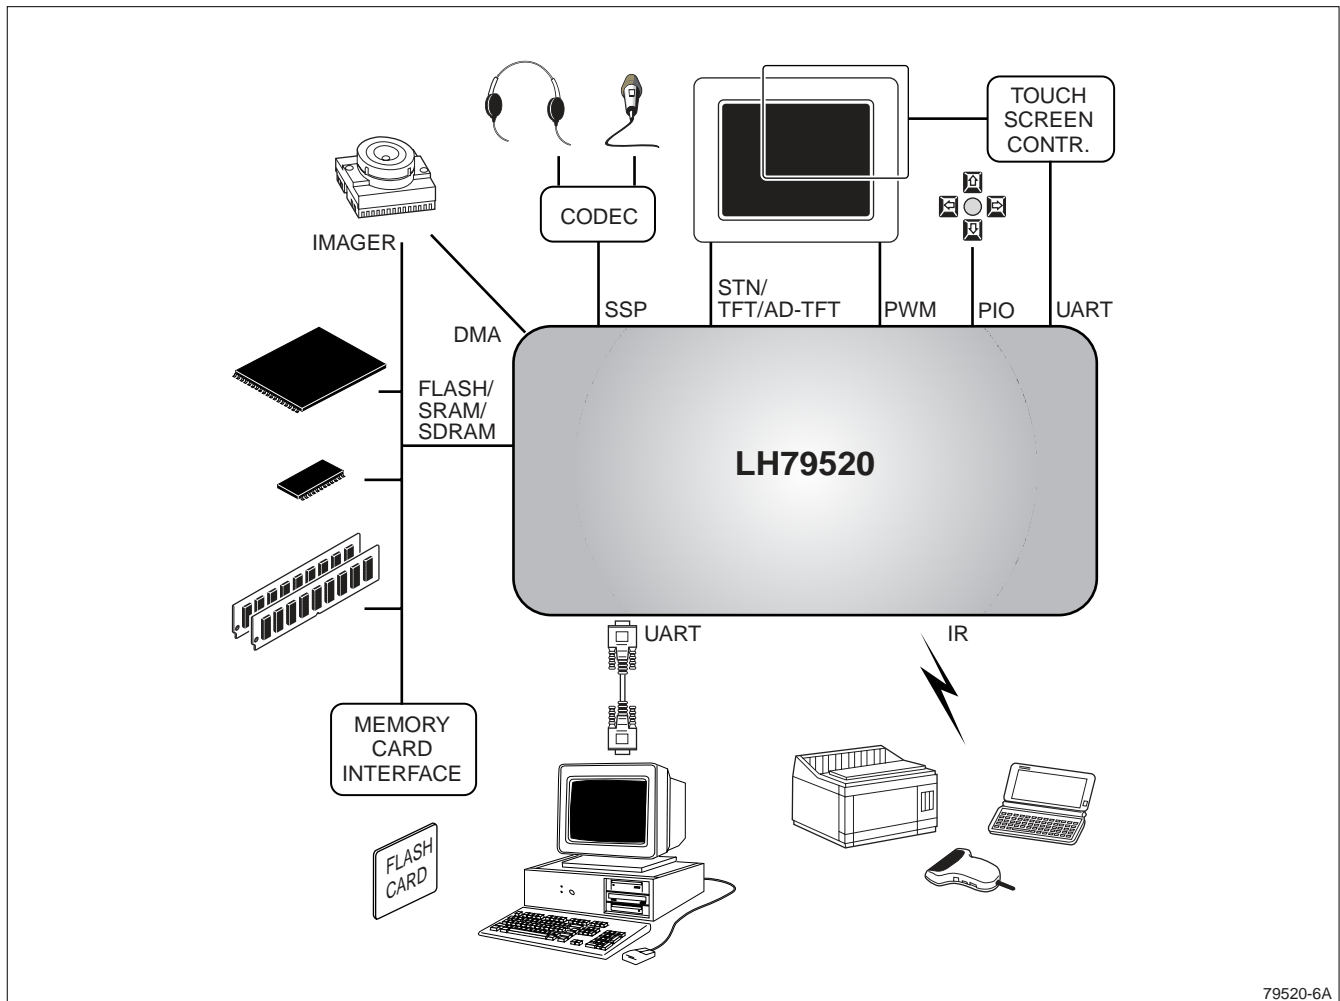 TOUCH
SCREEN
CONTR.
CODEC
IMAGER
STN/
TFT/AD-TFT
SSP
PWM
PIO
UART
DMA
FLASH/
SRAM/
SDRAM
LH79520
UART
IR
MEMORY
CARD
INTERFACE
FLASH
CARD
79520-6A